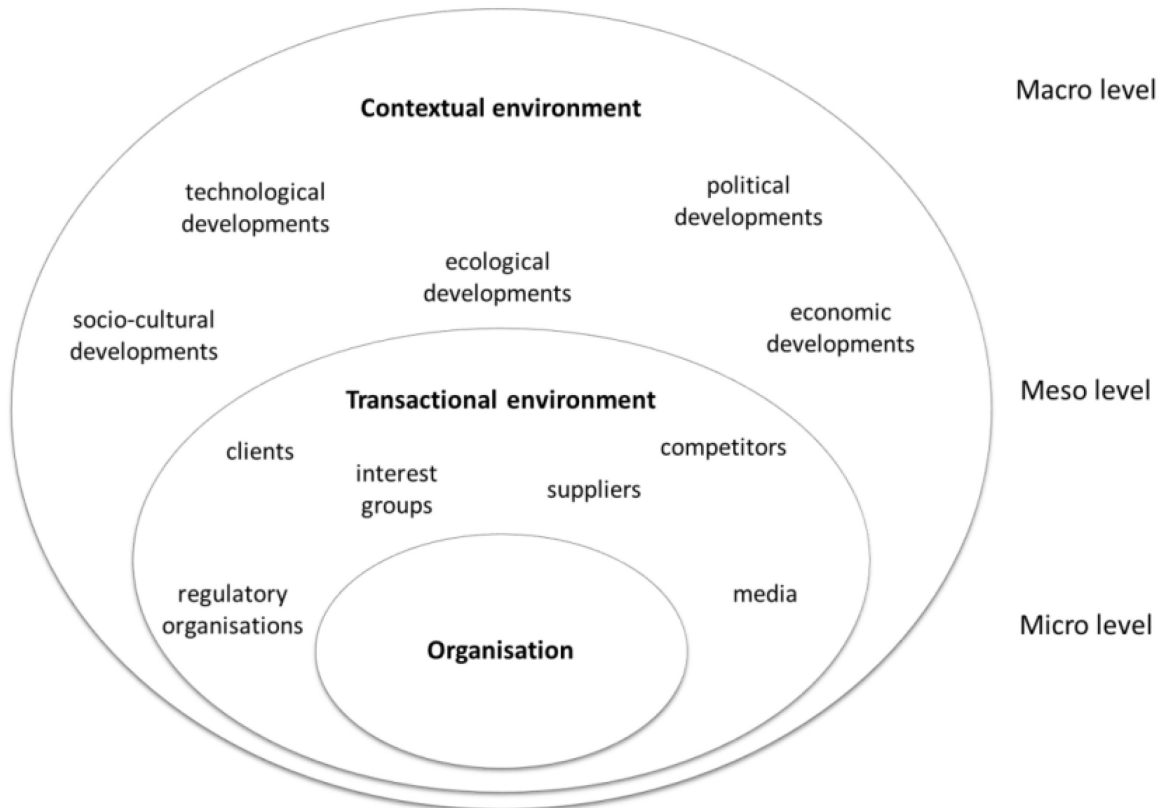 Macro level
Contextual environment
technological
developments
political
developments
ecological
developments
socio-cultural
developments
economic
developments
Meso level
Transactional environment
clients
competitors
interest
groups
suppliers
regulatory
organisations
media
Micro level
Organisation